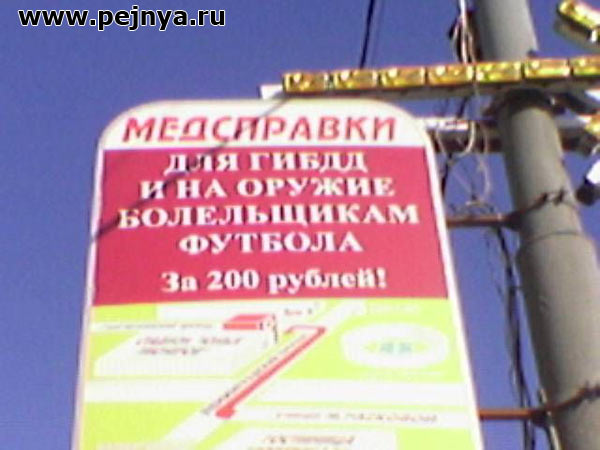 www.pejnya.ru
МЕДСПРАВКИ
ДЛЯ ГИБДД
И НА ОРУЖИЕ
БОЛЕЛЬЩИКАМ
ФУТБОЛА
За 200 рублей!